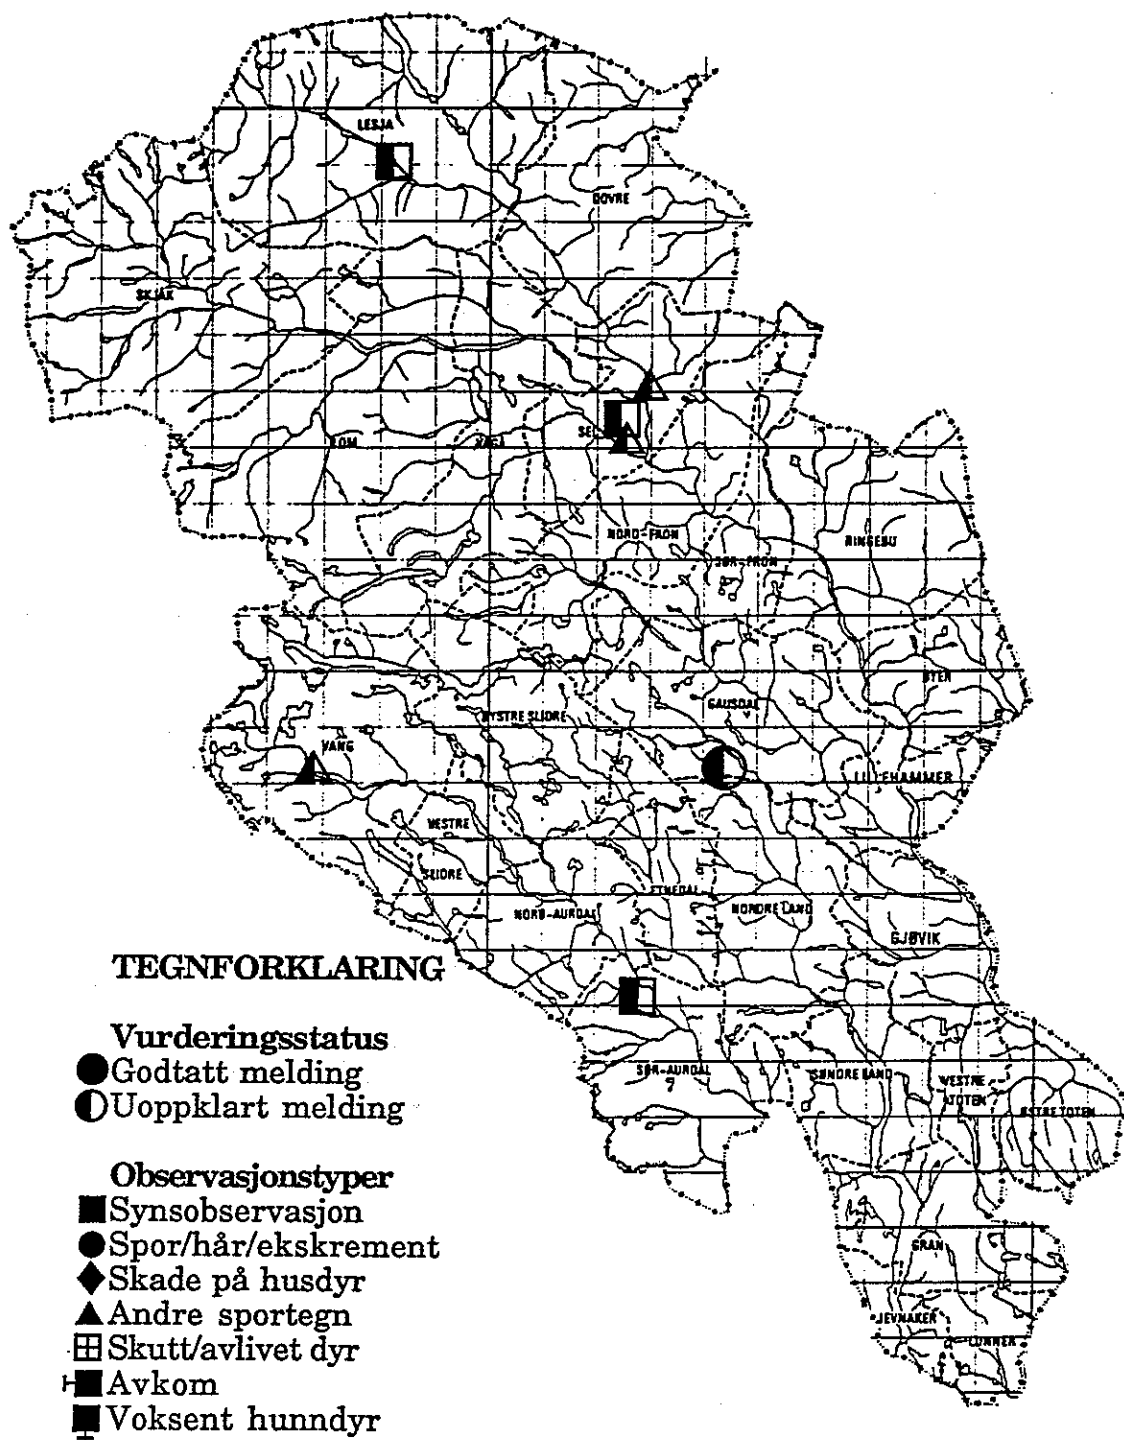 LESJA
DOVRE
SKJÅK
LOM
VÅGÅ
SE
NORD-FRON
SØR-FRON
RINGEBU
ØYER
GAUSDAL
ØYSTRE SLIDRE
VANG
LILLEHAMMER
VESTRE
SLIDRE
ETNEDAL
NORD-AURDAL
NORDRE LAND
GJØVIK
TEGNFORKLARING
Vurderingsstatus
Godtatt melding
Uoppklart melding
SØR-AURDAL
SØNDRE LAND
VESTRE
TOTEN
ØSTRE TOTEN
Observasjonstyper
Synsobservasjon
Spor/hår/ekskrement
Skade på husdyr
Andre sportegn
Skutt/avlivet dyr
Avkom
Voksent hunndyr
GRAN
JEVNAKER
LUNNER